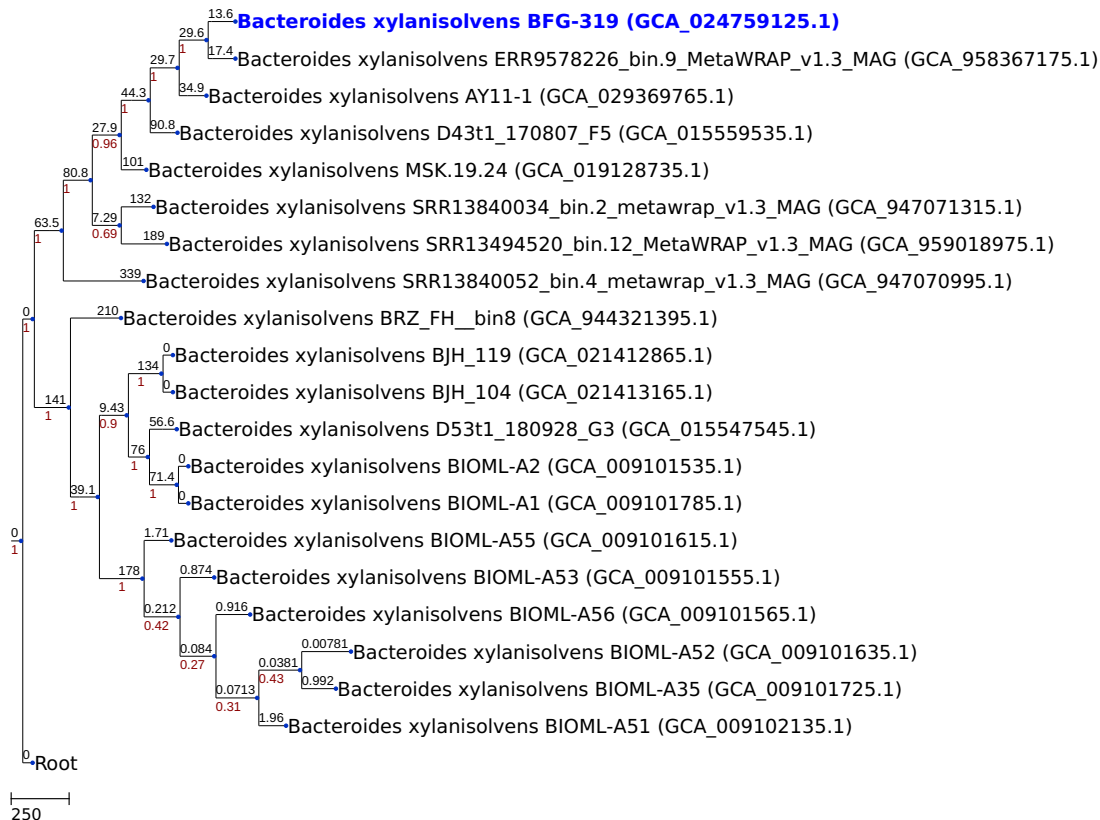 13.6
Bacteroides xylanisolvens BFG-319 (GCA_024759125.1)
29.6
1
17.4
Bacteroides xylanisolvens ERR9578226_bin.9_MetaWRAP_v1.3_MAG (GCA_958367175.1)
29.7
1
34.9
Bacteroides xylanisolvens AY11-1 (GCA_029369765.1)
44.3
1
90.8
Bacteroides xylanisolvens D43t1_170807_F5 (GCA_015559535.1)
27.9
0.96
101
Bacteroides xylanisolvens MSK.19.24 (GCA_019128735.1)
80.8
1
132
Bacteroides xylanisolvens SRR13840034_bin.2_metawrap_v1.3_MAG (GCA_947071315.1)
7.29
0.69
189
Bacteroides xylanisolvens SRR13494520_bin.12_MetaWRAP_v1.3_MAG (GCA_959018975.1)
63.5
1
339
Bacteroides xylanisolvens SRR13840052_bin.4_metawrap_v1.3_MAG (GCA_947070995.1)
0
1
210
Bacteroides xylanisolvens BRZ_FH__bin8 (GCA_944321395.1)
0
Bacteroides xylanisolvens BJH_119 (GCA_021412865.1)
134
1
0
Bacteroides xylanisolvens BJH_104 (GCA_021413165.1)
141
1
9.43
0.9
56.6
Bacteroides xylanisolvens D53t1_180928_G3 (GCA_015547545.1)
76
1
0
Bacteroides xylanisolvens BIOML-A2 (GCA_009101535.1)
71.4
1
0
Bacteroides xylanisolvens BIOML-A1 (GCA_009101785.1)
39.1
1
0
1
1.71
Bacteroides xylanisolvens BIOML-A55 (GCA_009101615.1)
178
1
0.874
Bacteroides xylanisolvens BIOML-A53 (GCA_009101555.1)
0.212
0.42
0.916
Bacteroides xylanisolvens BIOML-A56 (GCA_009101565.1)
0.084
0.27
0.00781
Bacteroides xylanisolvens BIOML-A52 (GCA_009101635.1)
0.0381
0.43
0.992
Bacteroides xylanisolvens BIOML-A35 (GCA_009101725.1)
0.0713
0.31
1.96
Bacteroides xylanisolvens BIOML-A51 (GCA_009102135.1)
0
Root
250